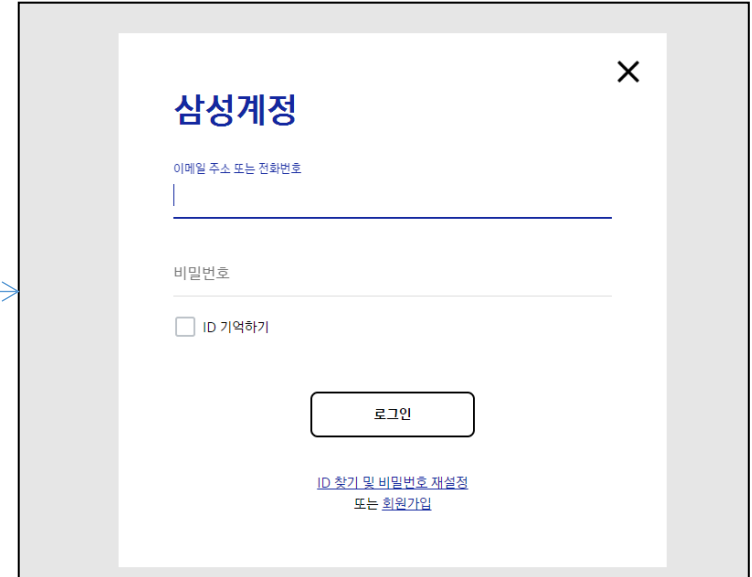 삼성계정
이메일 주소 또는 전화번호
비밀번호
ID 기억하기
로그인
ID 찾기 및 비밀번호 재설정
또는 회원가입